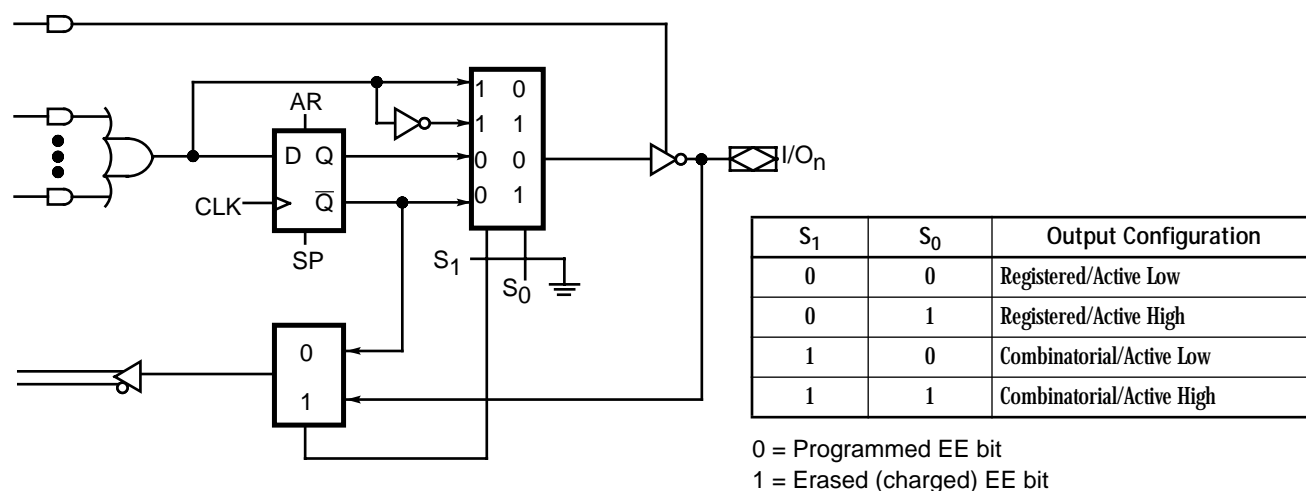 AR
1 0
1 1
D Q
0 0
I/On
CLK
Q̅
0 1
SP
S1
S0
0
1
S1 S0 Output Configuration
0 0 Registered/Active Low
0 1 Registered/Active High
1 0 Combinatorial/Active Low
1 1 Combinatorial/Active High
0 = Programmed EE bit
1 = Erased (charged) EE bit